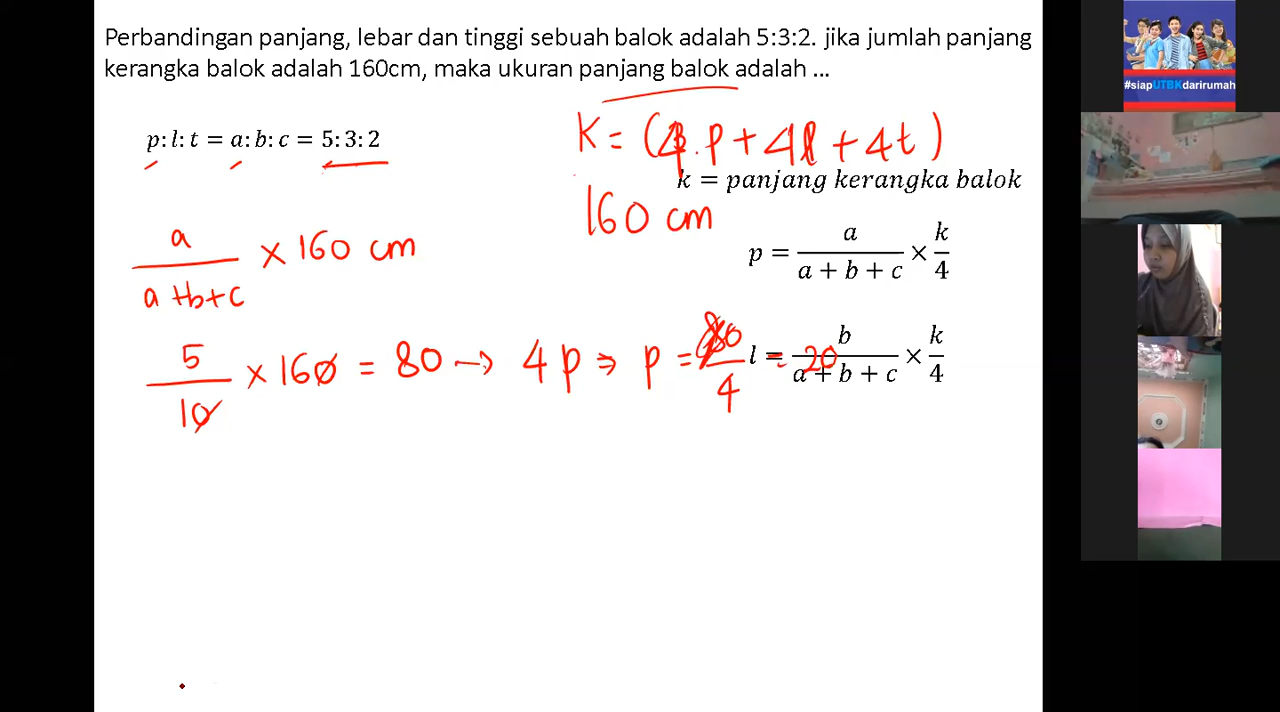 Perbandingan panjang, lebar dan tinggi sebuah balok adalah 5:3:2. jika jumlah panjang
kerangka balok adalah 160cm, maka ukuran panjang balok adalah ...
#siapUTBKdarirumah
p: l: t = a: b: c = 5: 3: 2
K = (4.p + 4l + 4t)
k = panjang kerangka balok
160 cm
a/(a+b+c) × 160 cm
p = a/(a + b + c) × k/4
5/10 × 160 = 80 → 4p ⇒ p = 80/4 = 20
l = b/(a + b + c) × k/4